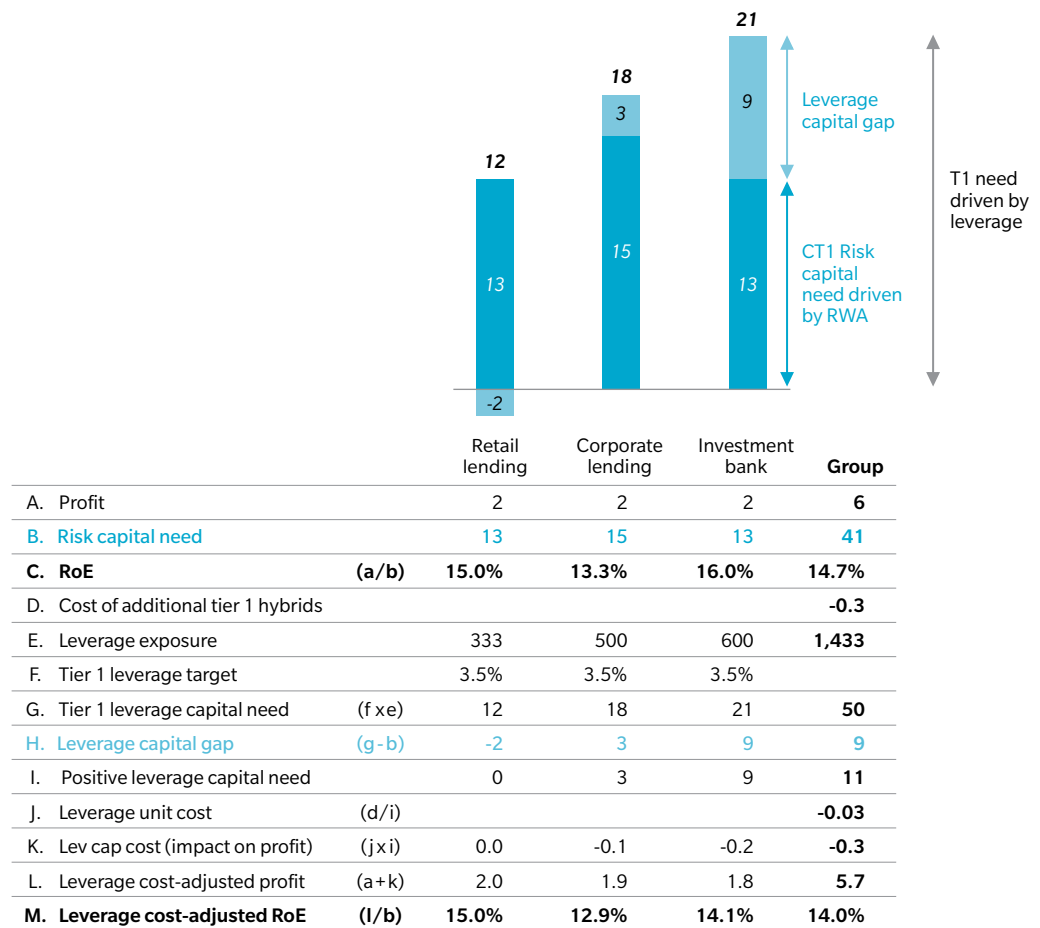 21
18
12
9
3
Leverage
capital gap
T1 need
driven by
leverage
13
15
13
CT1 Risk
capital
need driven
by RWA
-2
Retail lending Corporate lending Investment bank Group
A. Profit 2 2 2 6
B. Risk capital need 13 15 13 41
C. RoE (a/b) 15.0% 13.3% 16.0% 14.7%
D. Cost of additional tier 1 hybrids -0.3
E. Leverage exposure 333 500 600 1,433
F. Tier 1 leverage target 3.5% 3.5% 3.5%
G. Tier 1 leverage capital need (fxe) 12 18 21 50
H. Leverage capital gap (g-b) -2 3 9 9
I. Positive leverage capital need 0 3 9 11
J. Leverage unit cost (d/i) -0.03
K. Lev cap cost (impact on profit) (jxi) 0.0 -0.1 -0.2 -0.3
L. Leverage cost-adjusted profit (a+k) 2.0 1.9 1.8 5.7
M. Leverage cost-adjusted RoE (l/b) 15.0% 12.9% 14.1% 14.0%